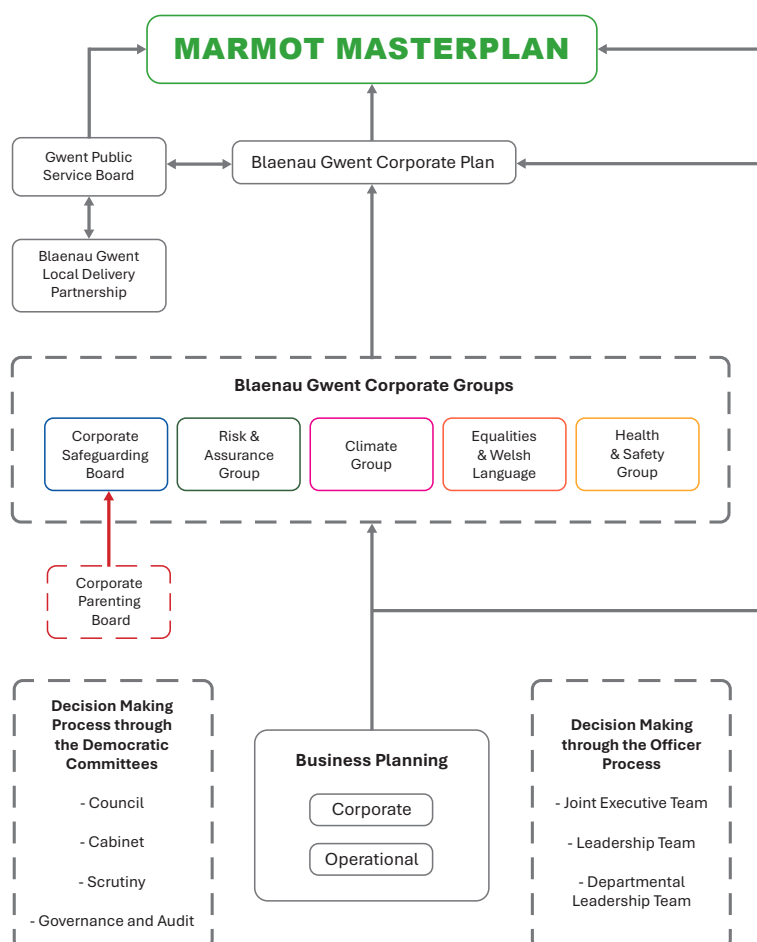 MARMOT MASTERPLAN
Gwent Public
Service Board
Blaenau Gwent Corporate Plan
Blaenau Gwent
Local Delivery
Partnership
Blaenau Gwent Corporate Groups
Corporate
Safeguarding
Board
Risk &
Assurance
Group
Climate
Group
Equalities
& Welsh
Language
Health
& Safety
Group
Corporate
Parenting
Board
Decision Making
Process through
the Democratic
Committees
- Council
- Cabinet
- Scrutiny
- Governance and Audit
Business Planning
Corporate
Operational
Decision Making
through the Officer
Process
- Joint Executive Team
- Leadership Team
- Departmental
Leadership Team